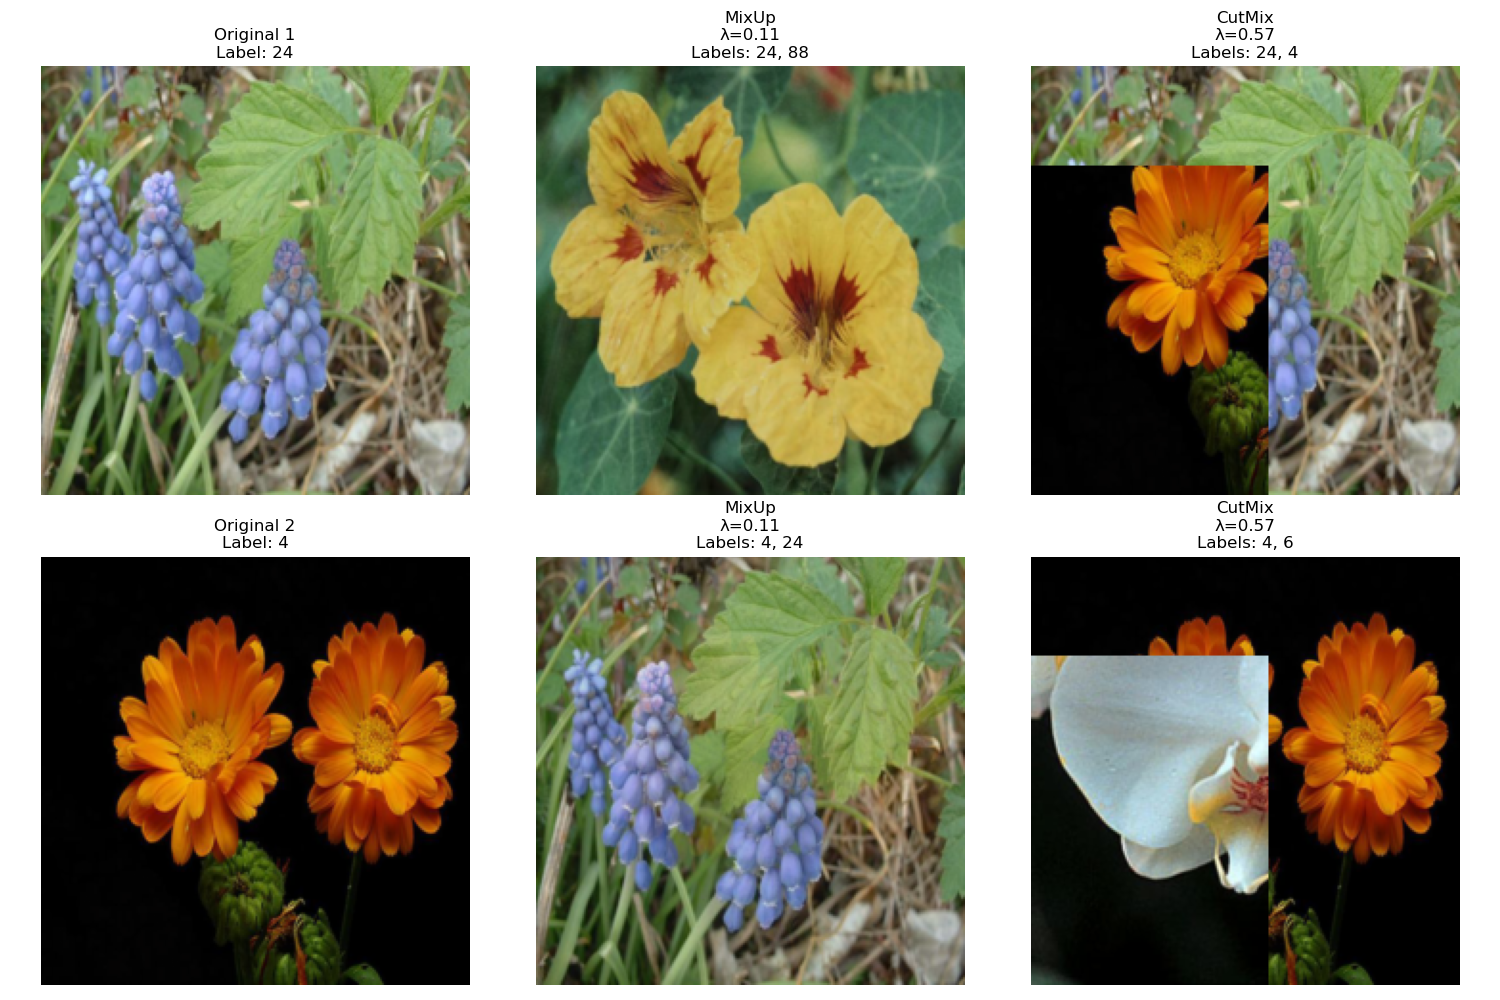 Original 1
Label: 24
MixUp
λ=0.11
Labels: 24, 88
CutMix
λ=0.57
Labels: 24, 4
Original 2
Label: 4
MixUp
λ=0.11
Labels: 4, 24
CutMix
λ=0.57
Labels: 4, 6